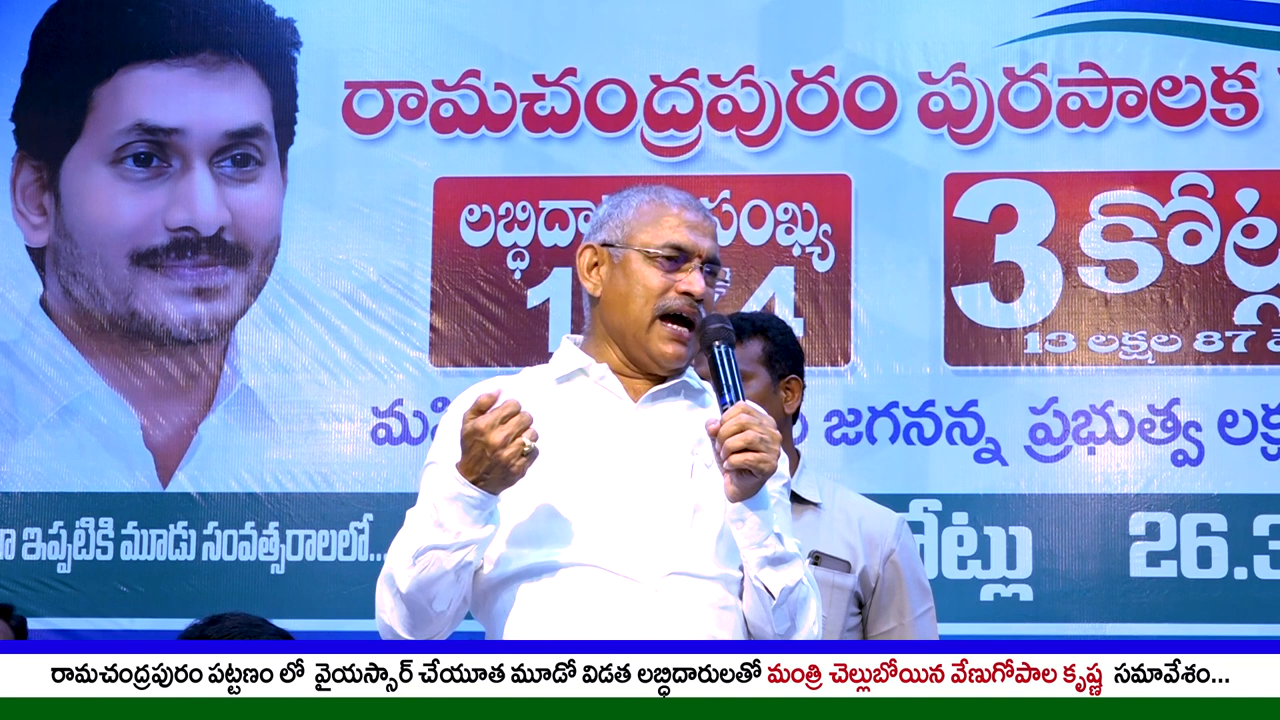 రామచంద్రపురం పురపాలక
సంఖ్య
3 కోట్ల
13 లక్షల 87
జగనన్న ప్రభుత్వ
ఇప్పటికి మూడు సంవత్సరాలలో...
26.3
రామచంద్రపురం పట్టణం లో వైయస్సార్ చేయూత మూడో విడత లబ్ధిదారులతో మంత్రి చెల్లుబోయిన వేణుగోపాల కృష్ణ సమావేశం...